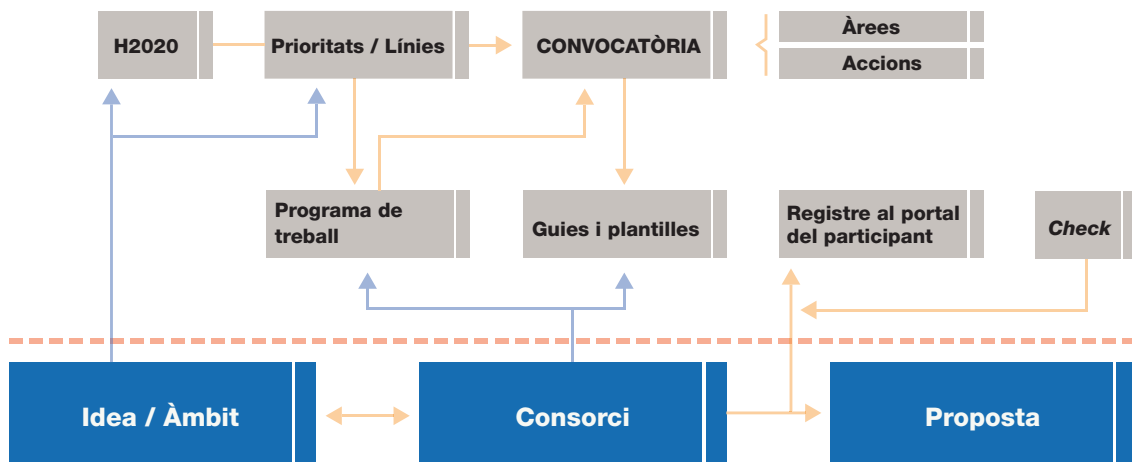 H2020
Prioritats / Línies
CONVOCATÒRIA
Àrees
Accions
Programa de
treball
Guies i plantilles
Registre al portal
del participant
Check
Idea / Àmbit
Consorci
Proposta